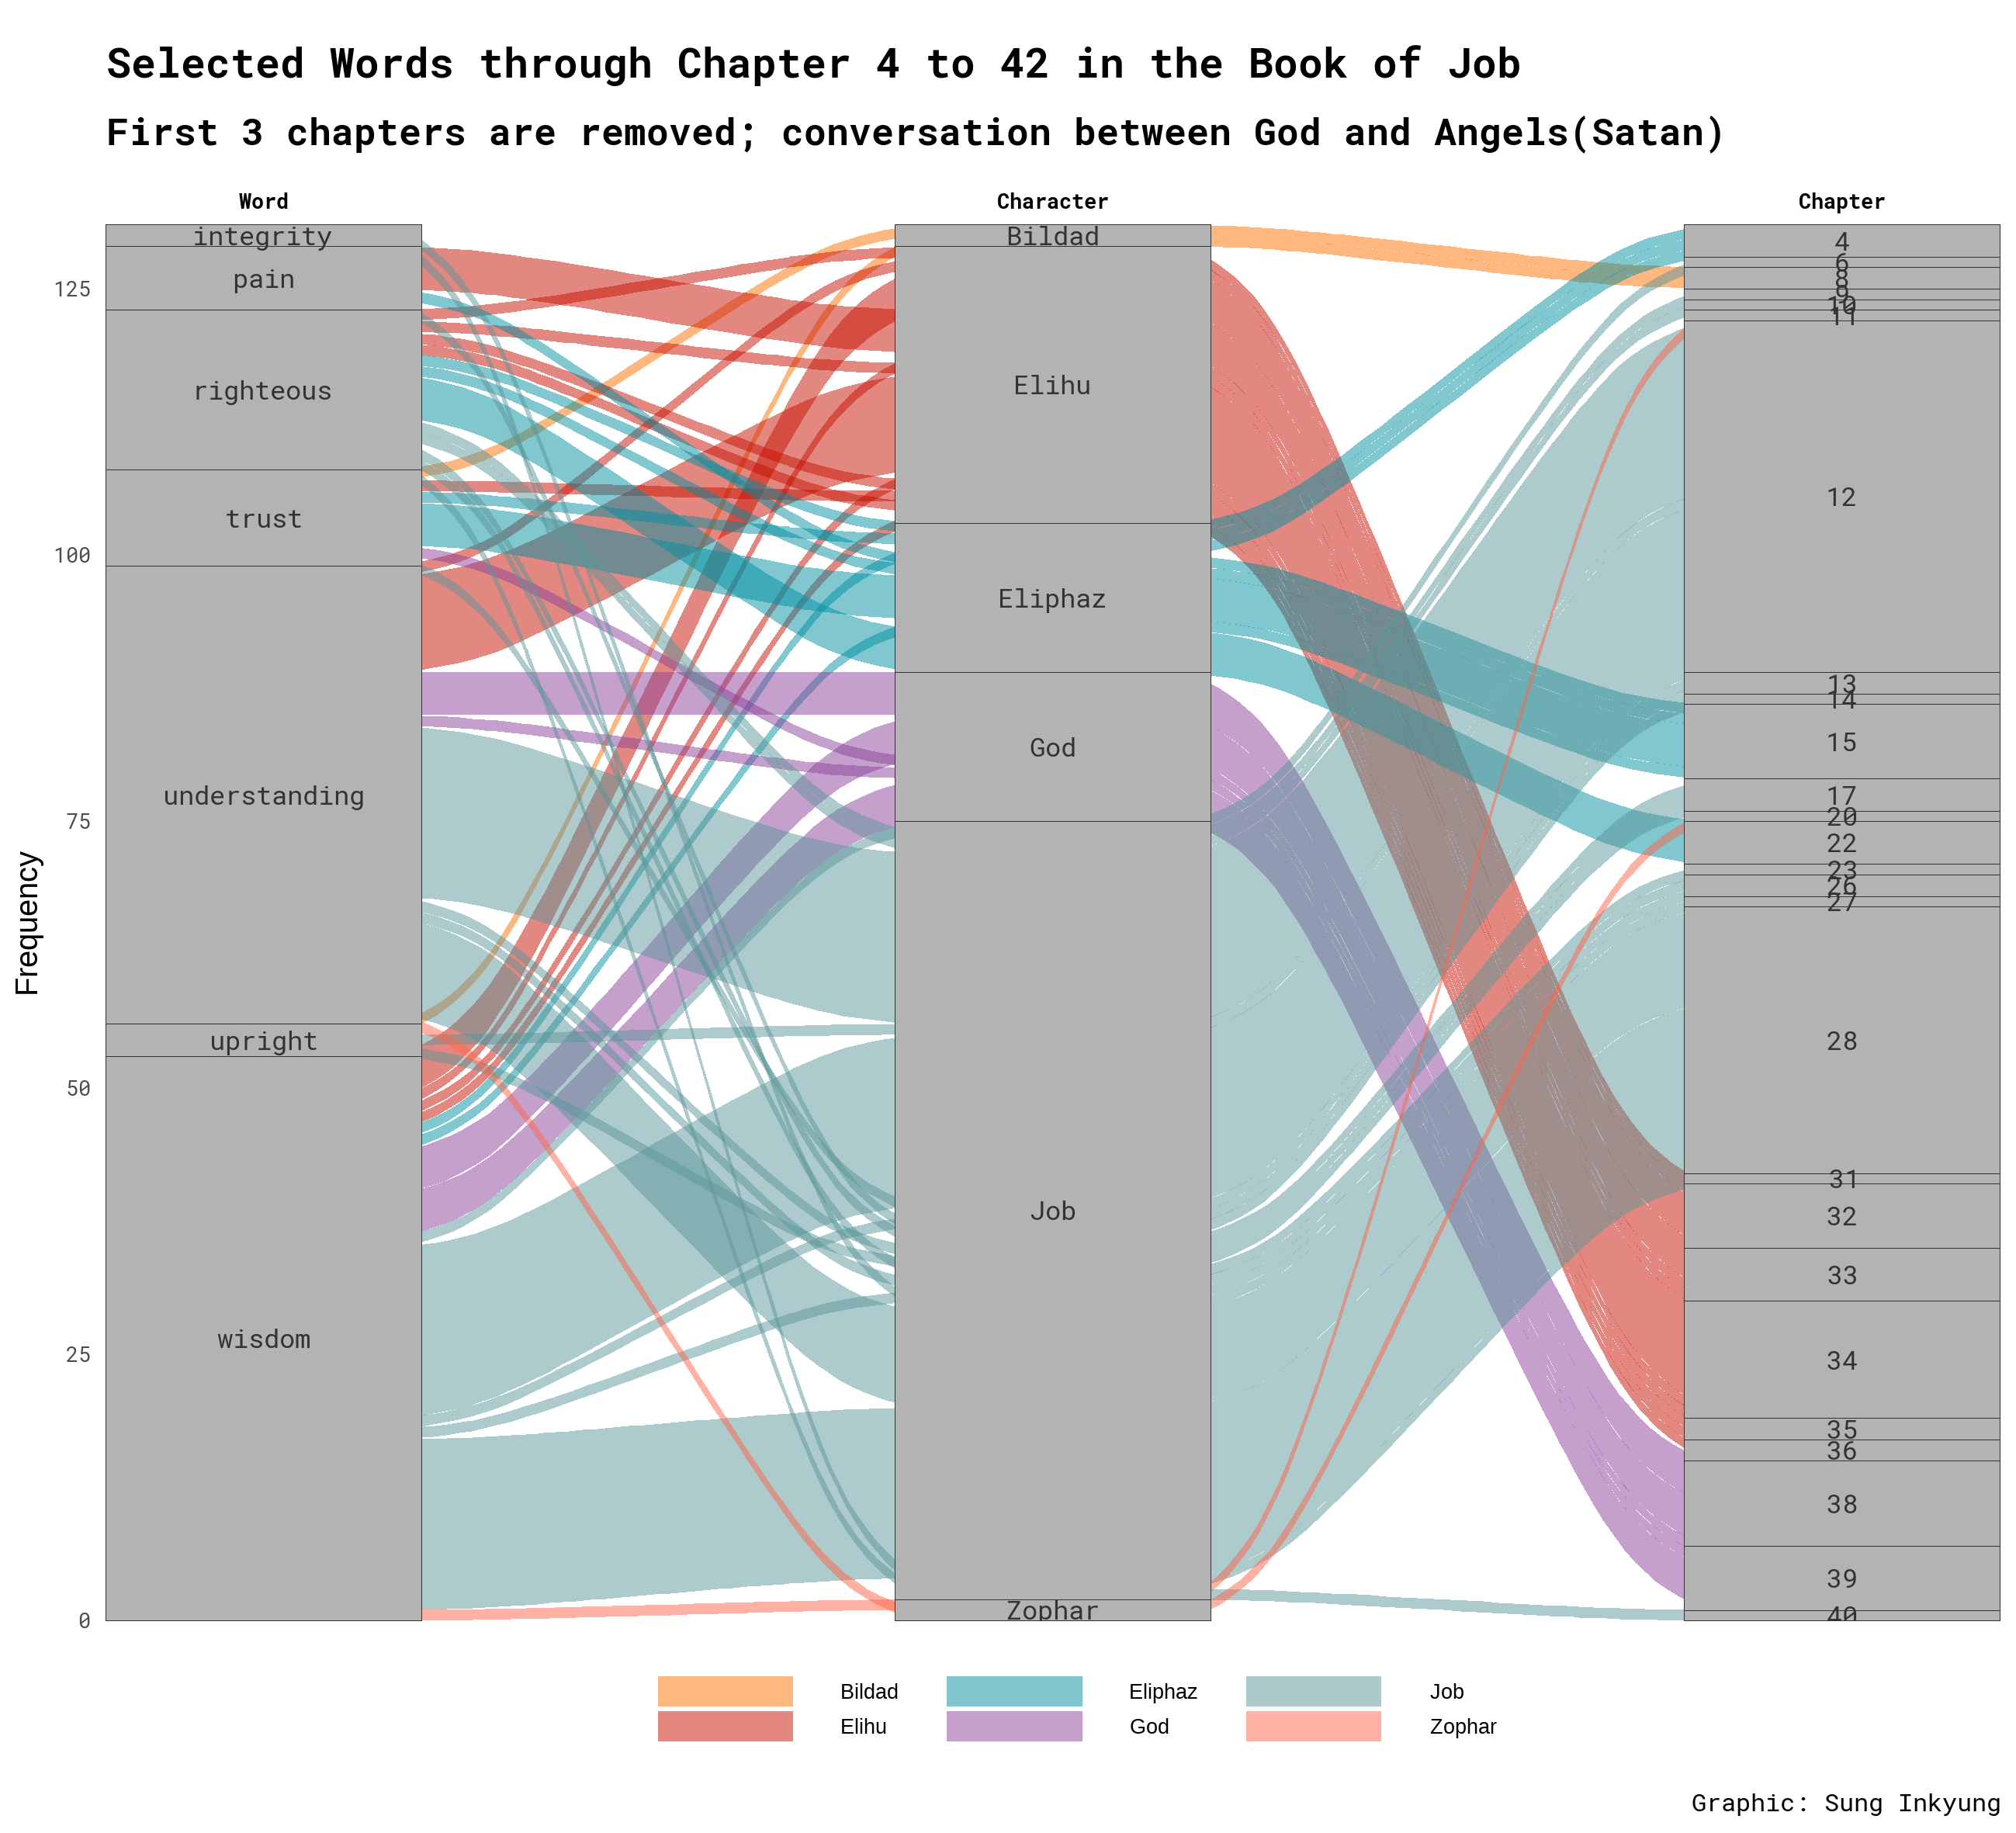 Selected Words through Chapter 4 to 42 in the Book of Job
First 3 chapters are removed; conversation between God and Angels(Satan)
Word
Character
Chapter
Frequency
125
100
75
50
25
0
integrity
pain
righteous
trust
understanding
upright
wisdom
Bildad
Elihu
Eliphaz
God
Job
Zophar
4
6
8
9
10
11
12
13
14
15
17
20
22
23
26
27
28
31
32
33
34
35
36
38
39
40
Bildad
Eliphaz
Job
Elihu
God
Zophar
Graphic: Sung Inkyung